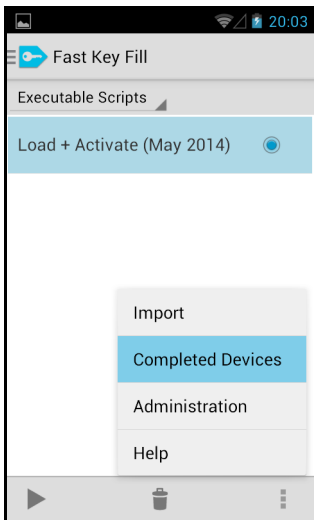 20:03
Fast Key Fill
Executable Scripts
Load + Activate (May 2014)
Import
Completed Devices
Administration
Help